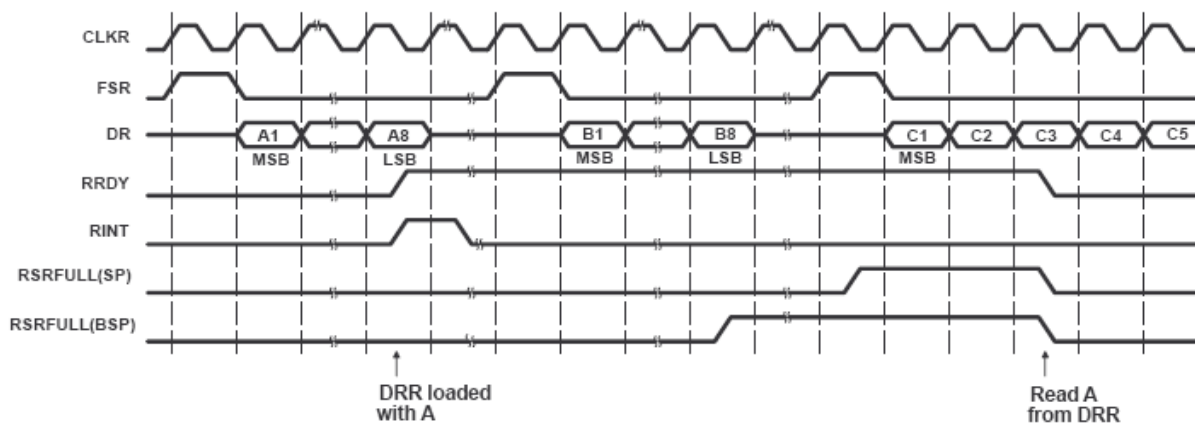 CLKR
FSR
DR A1 A8 B1 B8 C1 C2 C3 C4 C5
MSB LSB MSB LSB MSB
RRDY
RINT
RSRFULL(SP)
RSRFULL(BSP)
DRR loaded
with A
Read A
from DRR